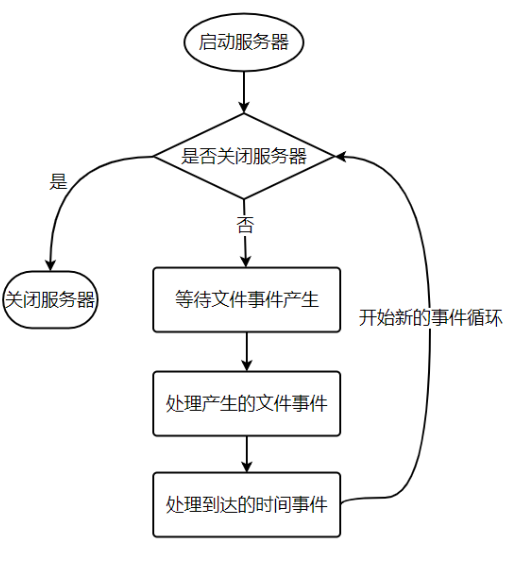 启动服务器
是否关闭服务器
是
否
关闭服务器
等待文件事件产生
开始新的事件循环
处理产生的文件事件
处理到达的时间事件